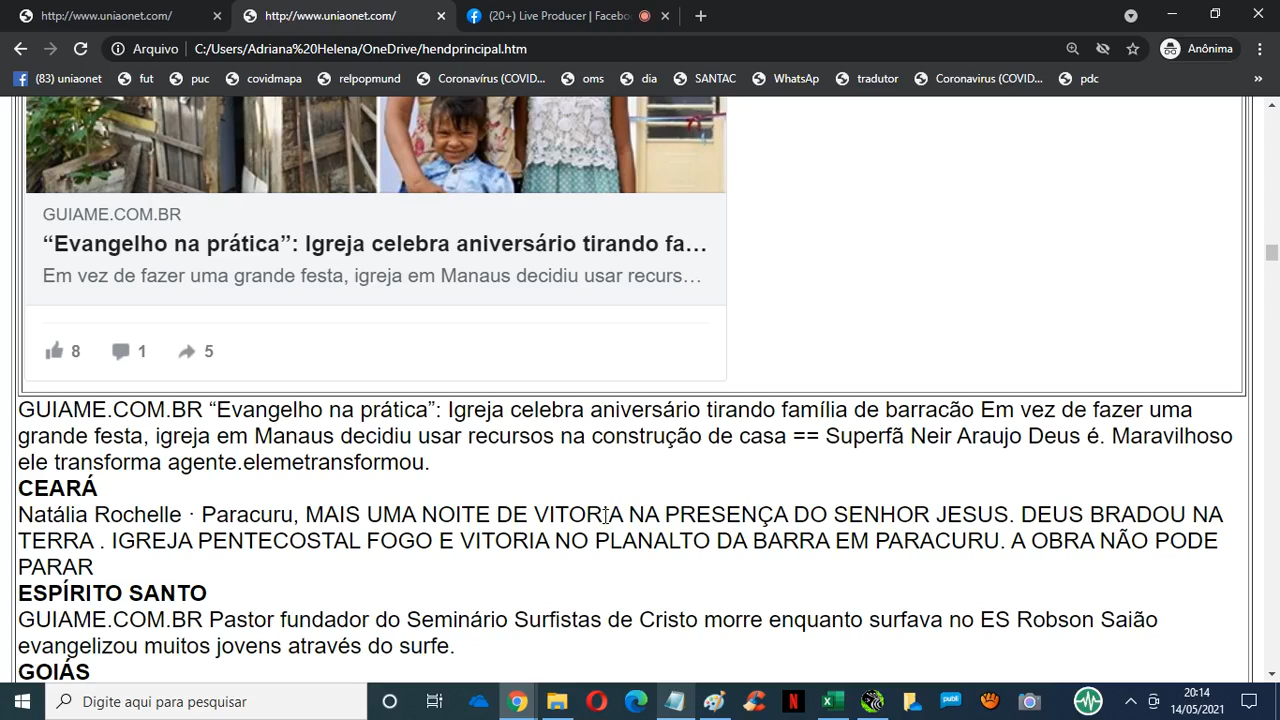 http://www.uniaonet.com/
http://www.uniaonet.com/
(20+) Live Producer | Facebo
Arquivo
C:/Users/Adriana%20Helena/OneDrive/hendprincipal.htm
Anônima
(83) uniaonet
fut
puc
covidmapa
relpopmund
Coronavírus (COVID...
oms
dia
SANTAC
WhatsAp
tradutor
Coronavirus (COVID...
pdc
»
GUIAME.COM.BR
“Evangelho na prática”: Igreja celebra aniversário tirando fa...
Em vez de fazer uma grande festa, igreja em Manaus decidiu usar recurs...
8
1
5
GUIAME.COM.BR “Evangelho na prática”: Igreja celebra aniversário tirando família de barracão Em vez de fazer uma
grande festa, igreja em Manaus decidiu usar recursos na construção de casa == Superfã Neir Araujo Deus é. Maravilhoso
ele transforma agente.elemetransformou.
CEARÁ
Natália Rochelle · Paracuru, MAIS UMA NOITE DE VITORIA NA PRESENÇA DO SENHOR JESUS. DEUS BRADOU NA
TERRA . IGREJA PENTECOSTAL FOGO E VITORIA NO PLANALTO DA BARRA EM PARACURU. A OBRA NÃO PODE
PARAR
ESPÍRITO SANTO
GUIAME.COM.BR Pastor fundador do Seminário Surfistas de Cristo morre enquanto surfava no ES Robson Saião
evangelizou muitos jovens através do surfe.
GOIÁS
Digite aqui para pesquisar
publi
20:14
14/05/2021